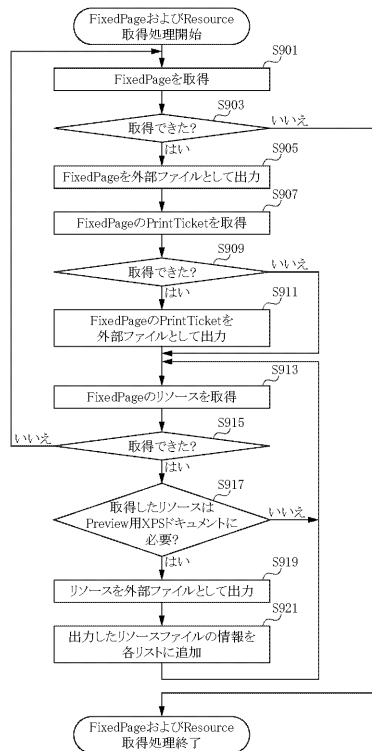 FixedPageおよびResource
取得処理開始
S901
FixedPageを取得
S903
取得できた?
いいえ
はい
S905
FixedPageを外部ファイルとして出力
S907
FixedPageのPrintTicketを取得
S909
取得できた?
いいえ
はい
S911
FixedPageのPrintTicketを
外部ファイルとして出力
S913
FixedPageのリソースを取得
S915
いいえ
取得できた?
はい
S917
取得したリソースは
Preview用XPSドキュメントに
必要?
いいえ
はい
S919
リソースを外部ファイルとして出力
S921
出力したリソースファイルの情報を
各リストに追加
FixedPageおよびResource
取得処理終了